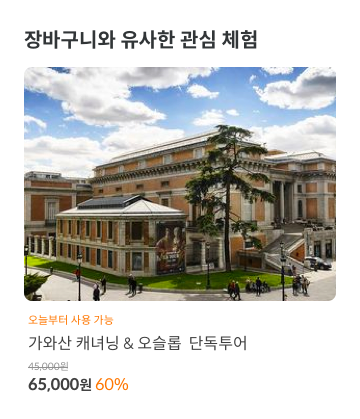 장바구니와 유사한 관심 체험
오늘부터 사용 가능
가와산 캐녀닝 & 오슬롭 단독투어
45,000원
65,000원 60%